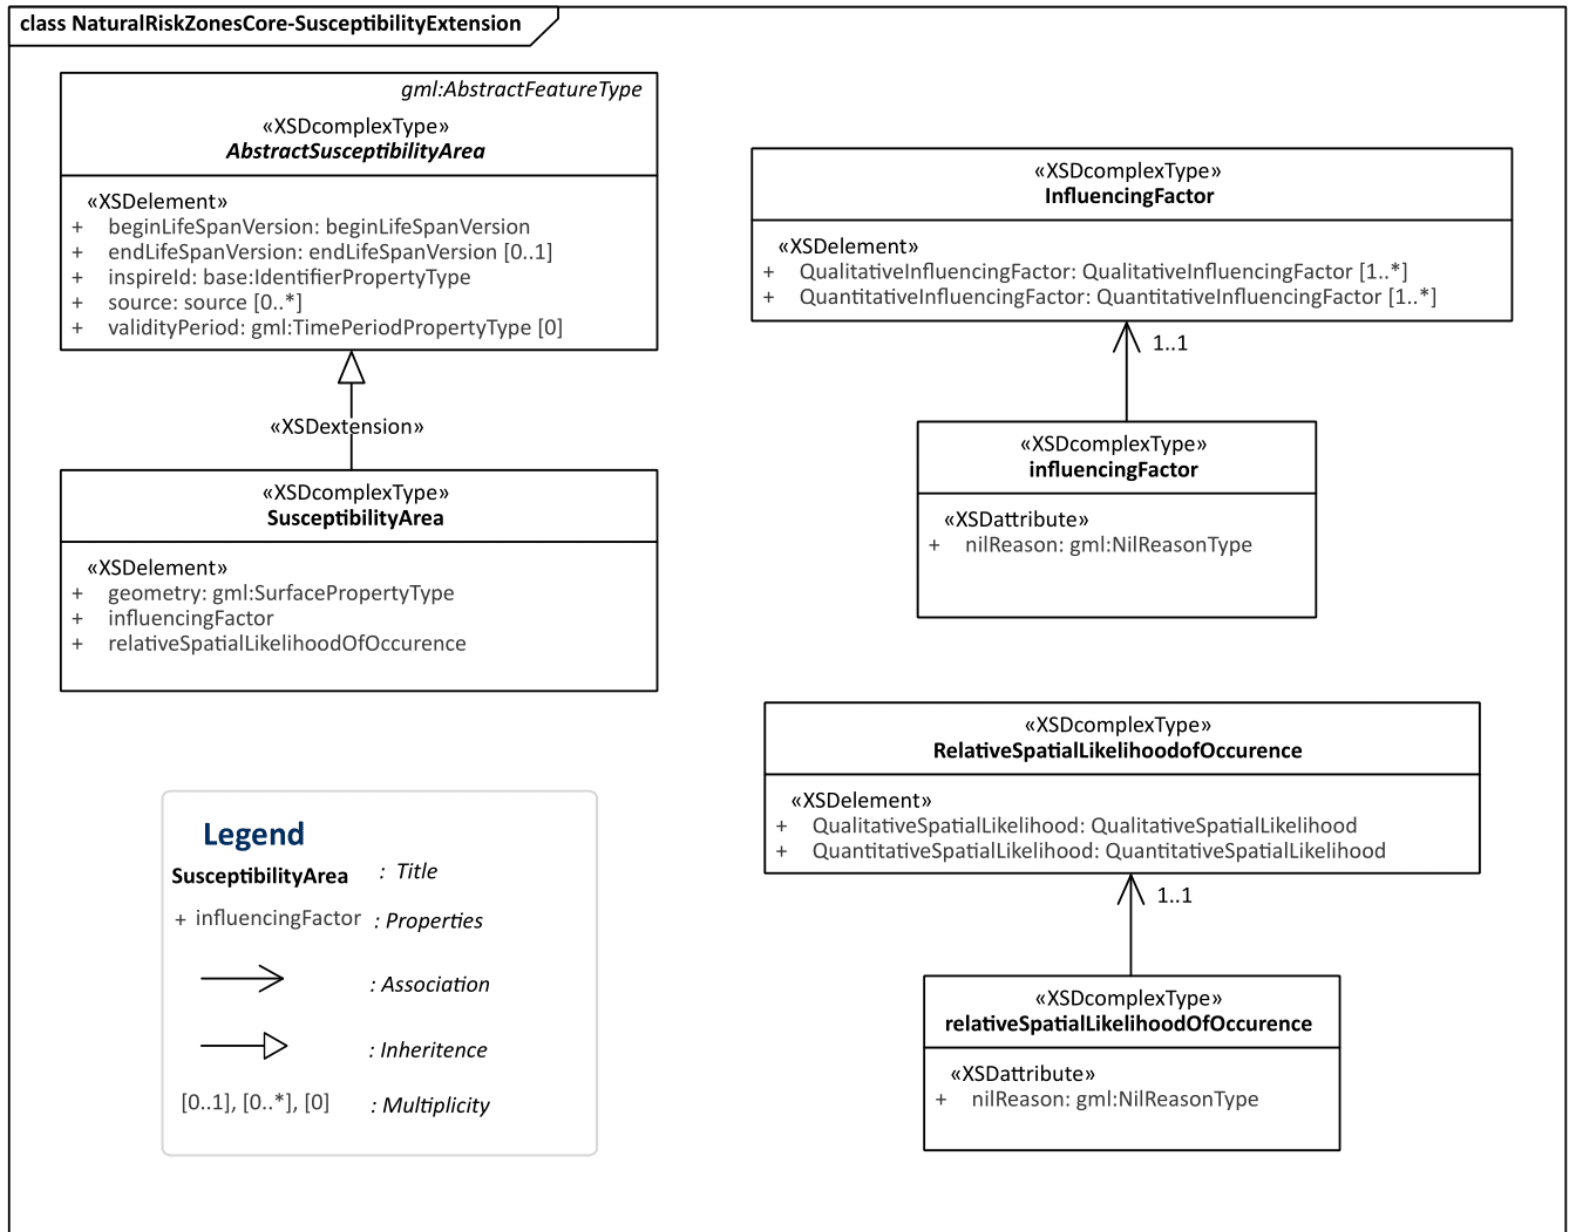 class NaturalRiskZonesCore-SusceptibilityExtension
gml:AbstractFeatureType
«XSDcomplexType»
AbstractSusceptibilityArea
«XSDelement»
+ beginLifeSpanVersion: beginLifeSpanVersion
+ endLifeSpanVersion: endLifeSpanVersion [0..1]
+ inspireId: base:IdentifierPropertyType
+ source: source [0..*]
+ validityPeriod: gml:TimePeriodPropertyType [0]
«XSDextension»
«XSDcomplexType»
SusceptibilityArea
«XSDelement»
+ geometry: gml:SurfacePropertyType
+ influencingFactor
+ relativeSpatialLikelihoodOfOccurence
«XSDcomplexType»
InfluencingFactor
«XSDelement»
+ QualitativeInfluencingFactor: QualitativeInfluencingFactor [1..*]
+ QuantitativeInfluencingFactor: QuantitativeInfluencingFactor [1..*]
1..1
«XSDcomplexType»
influencingFactor
«XSDattribute»
+ nilReason: gml:NilReasonType
«XSDcomplexType»
RelativeSpatialLikelihoodofOccurence
«XSDelement»
+ QualitativeSpatialLikelihood: QualitativeSpatialLikelihood
+ QuantitativeSpatialLikelihood: QuantitativeSpatialLikelihood
1..1
«XSDcomplexType»
relativeSpatialLikelihoodOfOccurence
«XSDattribute»
+ nilReason: gml:NilReasonType
Legend
SusceptibilityArea : Title
+ influencingFactor : Properties
: Association
: Inheritence
[0..1], [0..*], [0] : Multiplicity